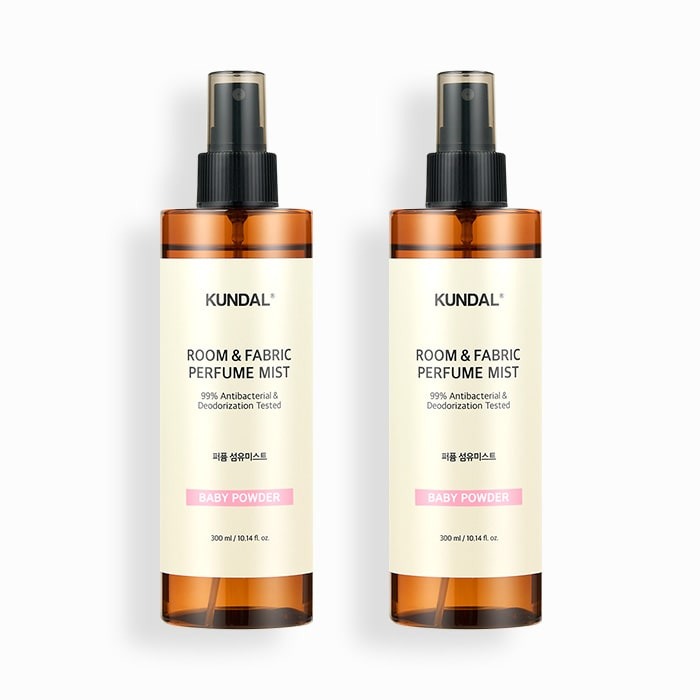 KUNDAL®
ROOM & FABRIC
PERFUME MIST
99% Antibacterial &
Deodorization Tested
퍼퓸 섬유미스트
BABY POWDER
300 ml / 10.14 fl. oz.
KUNDAL®
ROOM & FABRIC
PERFUME MIST
99% Antibacterial &
Deodorization Tested
퍼퓸 섬유미스트
BABY POWDER
300 ml / 10.14 fl. oz.